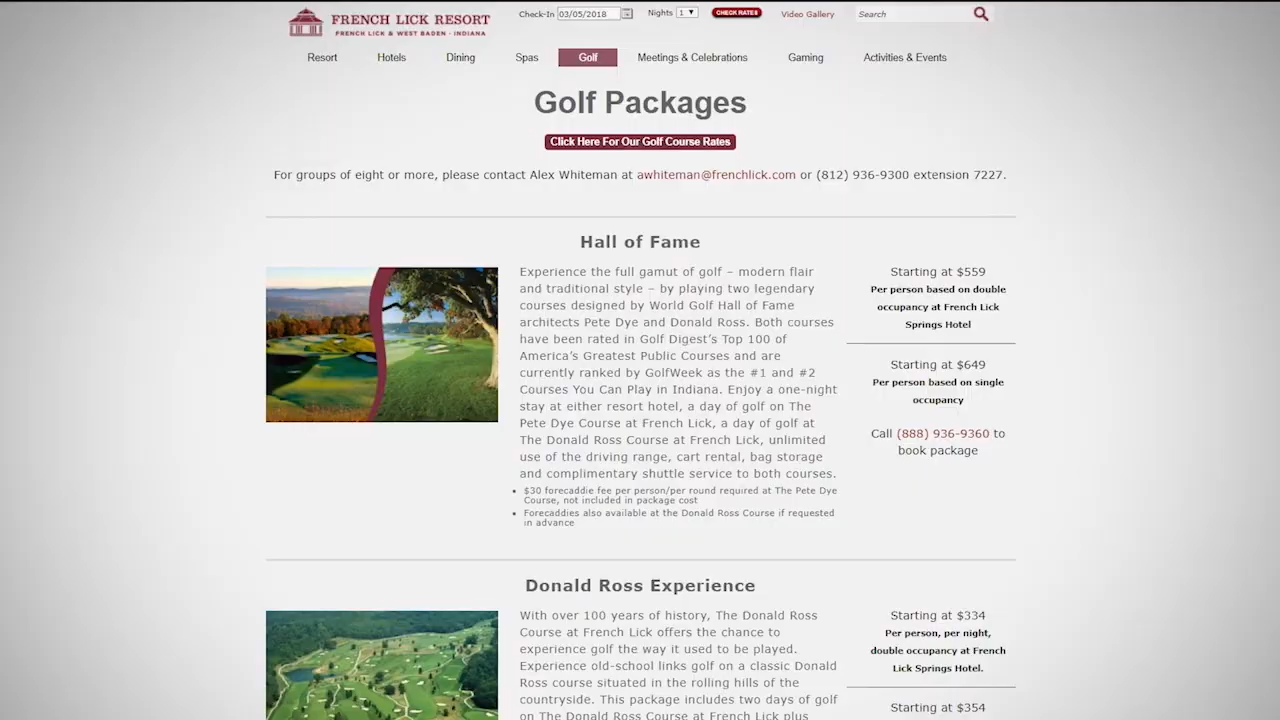 FRENCH LICK RESORT
FRENCH LICK & WEST BADEN - INDIANA
Check-In 03/05/2018 Nights 1 CHECK RATES Video Gallery Search
Resort Hotels Dining Spas Golf Meetings & Celebrations Gaming Activities & Events
Golf Packages
Click Here For Our Golf Course Rates
For groups of eight or more, please contact Alex Whiteman at awhiteman@frenchlick.com or (812) 936-9300 extension 7227.
Hall of Fame
Experience the full gamut of golf – modern flair
and traditional style – by playing two legendary
courses designed by World Golf Hall of Fame
architects Pete Dye and Donald Ross. Both courses
have been rated in Golf Digest's Top 100 of
America's Greatest Public Courses and are
currently ranked by GolfWeek as the #1 and #2
Courses You Can Play in Indiana. Enjoy a one-night
stay at either resort hotel, a day of golf on The
Pete Dye Course at French Lick, a day of golf at
The Donald Ross Course at French Lick, unlimited
use of the driving range, cart rental, bag storage
and complimentary shuttle service to both courses.
• $30 forecaddie fee per person/per round required at The Pete Dye
Course, not included in package cost
• Forecaddies also available at the Donald Ross Course if requested
in advance
Starting at $559
Per person based on double
occupancy at French Lick
Springs Hotel
Starting at $649
Per person based on single
occupancy
Call (888) 936-9360 to
book package
Donald Ross Experience
With over 100 years of history, The Donald Ross
Course at French Lick offers the chance to
experience golf the way it used to be played.
Experience old-school links golf on a classic Donald
Ross course situated in the rolling hills of the
countryside. This package includes two days of golf
on The Donald Ross Course at French Lick plus
Starting at $334
Per person, per night,
double occupancy at French
Lick Springs Hotel.
Starting at $354